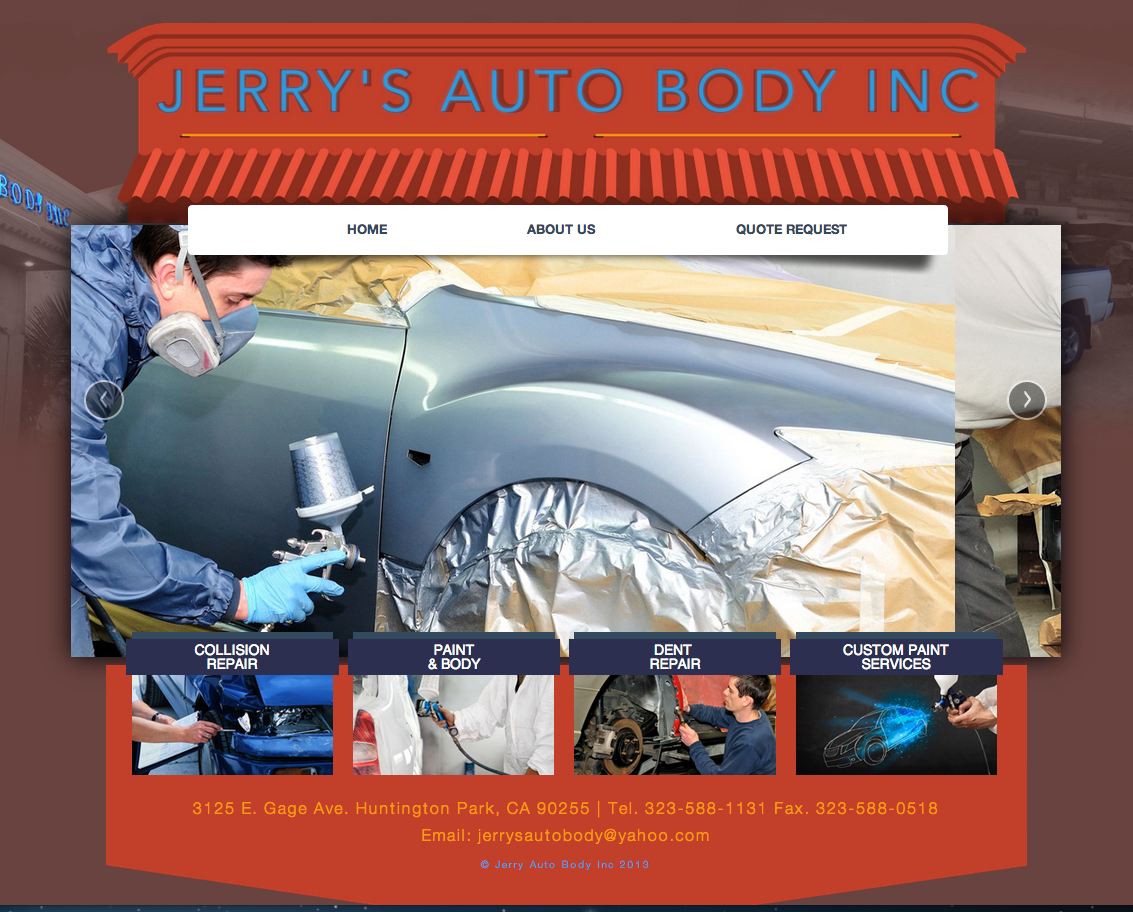 JERRY'S AUTO BODY INC
BODY INC
HOME ABOUT US QUOTE REQUEST
COLLISION
REPAIR
PAINT
& BODY
DENT
REPAIR
CUSTOM PAINT
SERVICES
3125 E. Gage Ave. Huntington Park, CA 90255 | Tel. 323-588-1131 Fax. 323-588-0518
Email: jerrysautobody@yahoo.com
© Jerry Auto Body Inc 2013